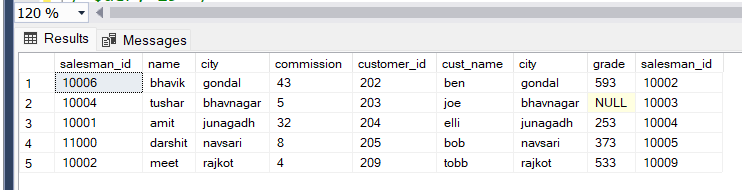 120 %
Results Messages
salesman_id name city commission customer_id cust_name city grade salesman_id
1 10006 bhavik gondal 43 202 ben gondal 593 10002
2 10004 tushar bhavnagar 5 203 joe bhavnagar NULL 10003
3 10001 amit junagadh 32 204 elli junagadh 253 10004
4 11000 darshit navsari 8 205 bob navsari 373 10005
5 10002 meet rajkot 4 209 tobb rajkot 533 10009